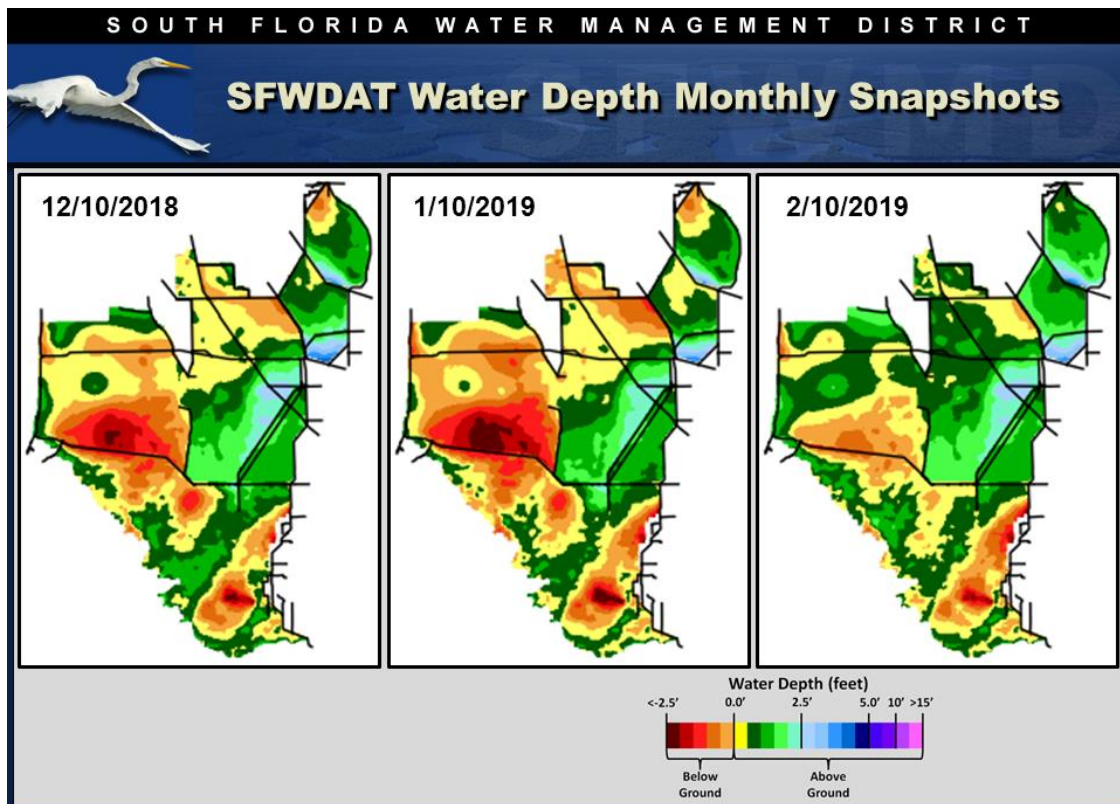 SOUTH FLORIDA WATER MANAGEMENT DISTRICT
SFWDAT Water Depth Monthly Snapshots
SFWMD
12/10/2018
1/10/2019
2/10/2019
Water Depth (feet)
<-2.5' 0.0' 2.5' 5.0' 10' >15'
Below Above
Ground Ground